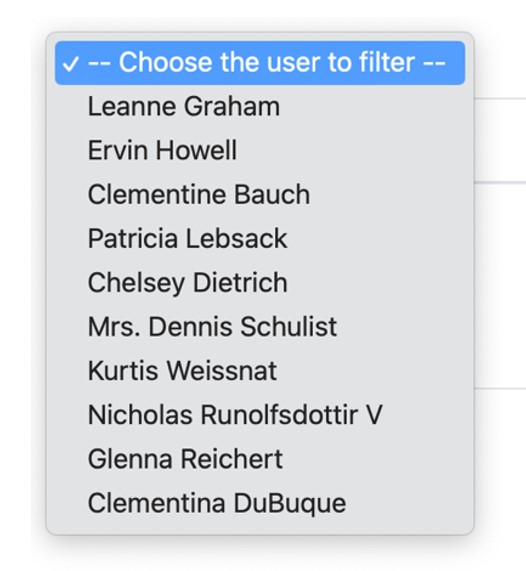 ✓ -- Choose the user to filter --
Leanne Graham
Ervin Howell
Clementine Bauch
Patricia Lebsack
Chelsey Dietrich
Mrs. Dennis Schulist
Kurtis Weissnat
Nicholas Runolfsdottir V
Glenna Reichert
Clementina DuBuque